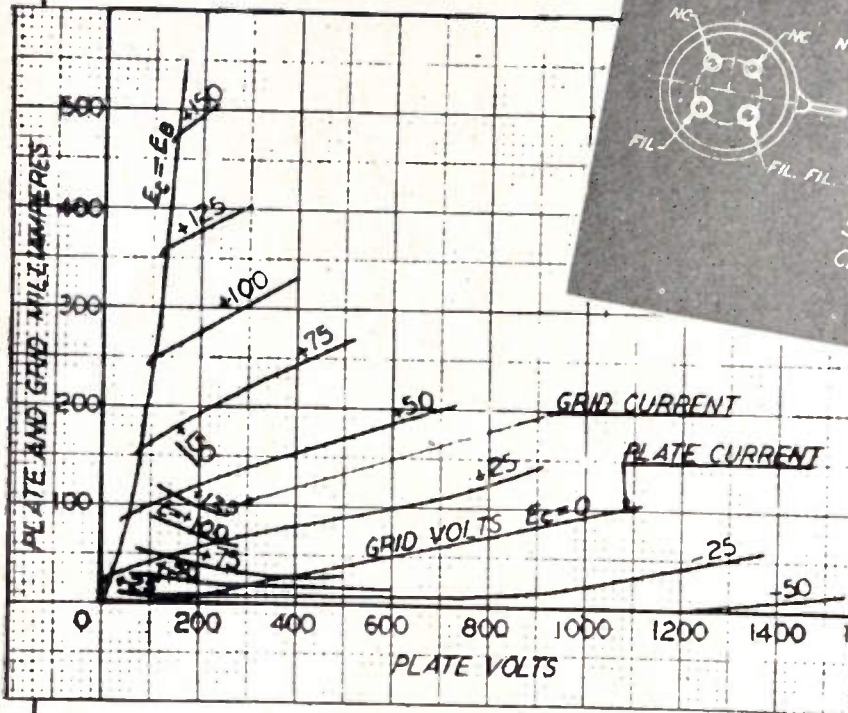 NC NC N
FIL FIL. FIL.
S
C
PLATE AND GRID MILLIAMPERES
500
400
300
200
100
0
Ec=EB
+150
+125
+100
+75
+50
+25
Ec=0
-25
-50
GRID CURRENT
PLATE CURRENT
GRID VOLTS
+150
+100
+75
200 400 600 800 1000 1200 1400
PLATE VOLTS